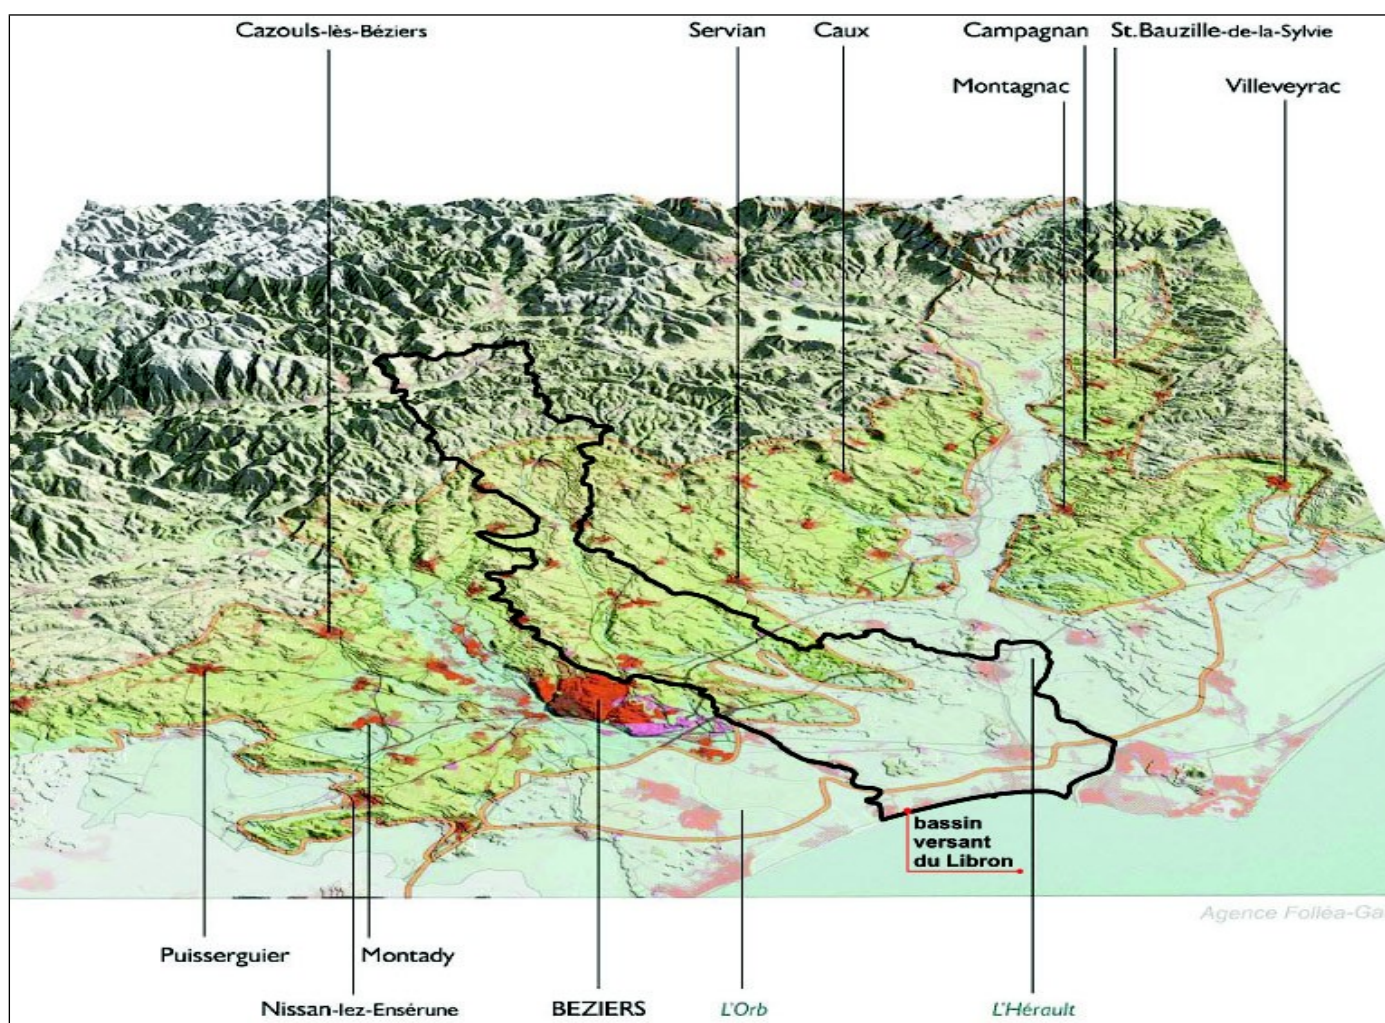 Cazouls-lès-Béziers
Servian
Caux
Campagnan
St.Bauzille-de-la-Sylvie
Montagnac
Villeveyrac
bassin
versant
du Libron
Agence Folléa-Ga
Puisserguier
Montady
Nissan-lez-Ensérune
BEZIERS
L'Orb
L'Hérault